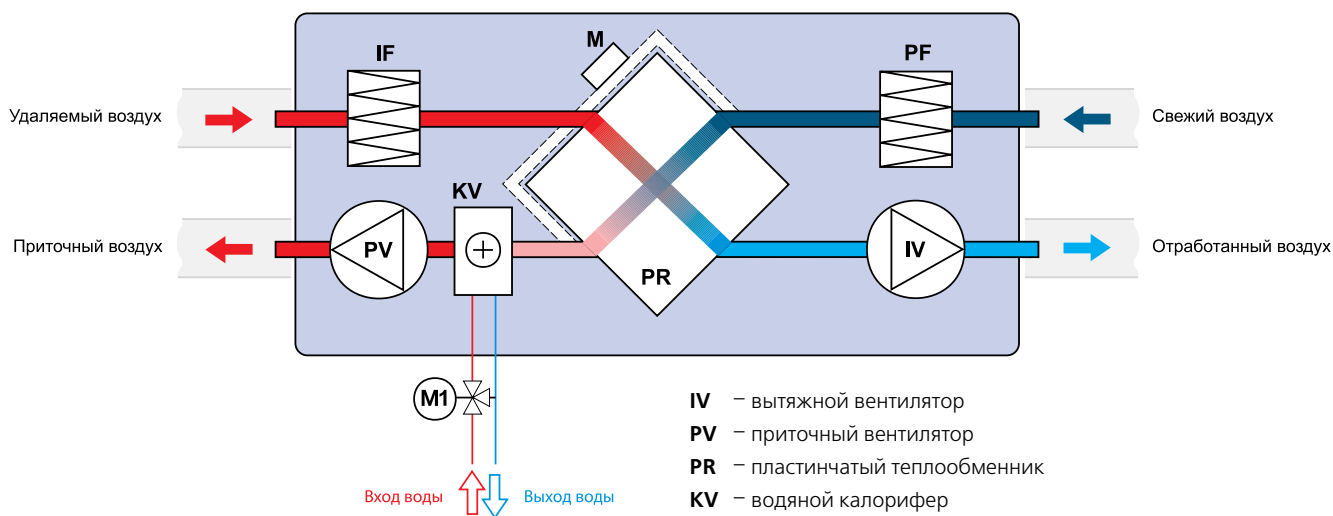 IF
M
PF
Удаляемый воздух
Свежий воздух
KV
Приточный воздух
PV
PR
IV
Отработанный воздух
M1
Вход воды
Выход воды
IV – вытяжной вентилятор
PV – приточный вентилятор
PR – пластинчатый теплообменник
KV – водяной калорифер